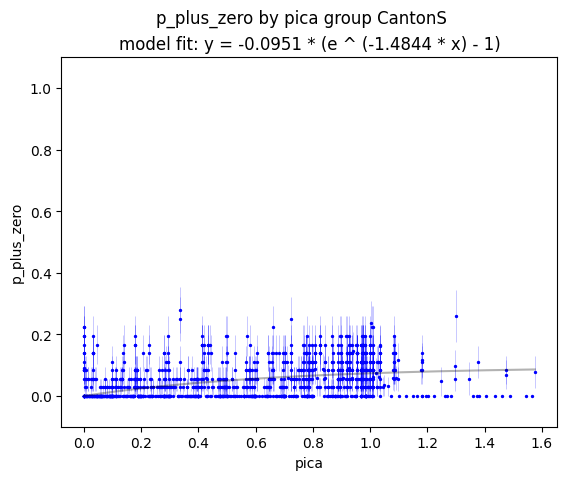 p_plus_zero by pica group CantonS
model fit: y = -0.0951 * (e ^ (-1.4844 * x) - 1)
1.0
0.8
0.6
0.4
0.2
0.0
p_plus_zero
0.0 0.2 0.4 0.6 0.8 1.0 1.2 1.4 1.6
pica